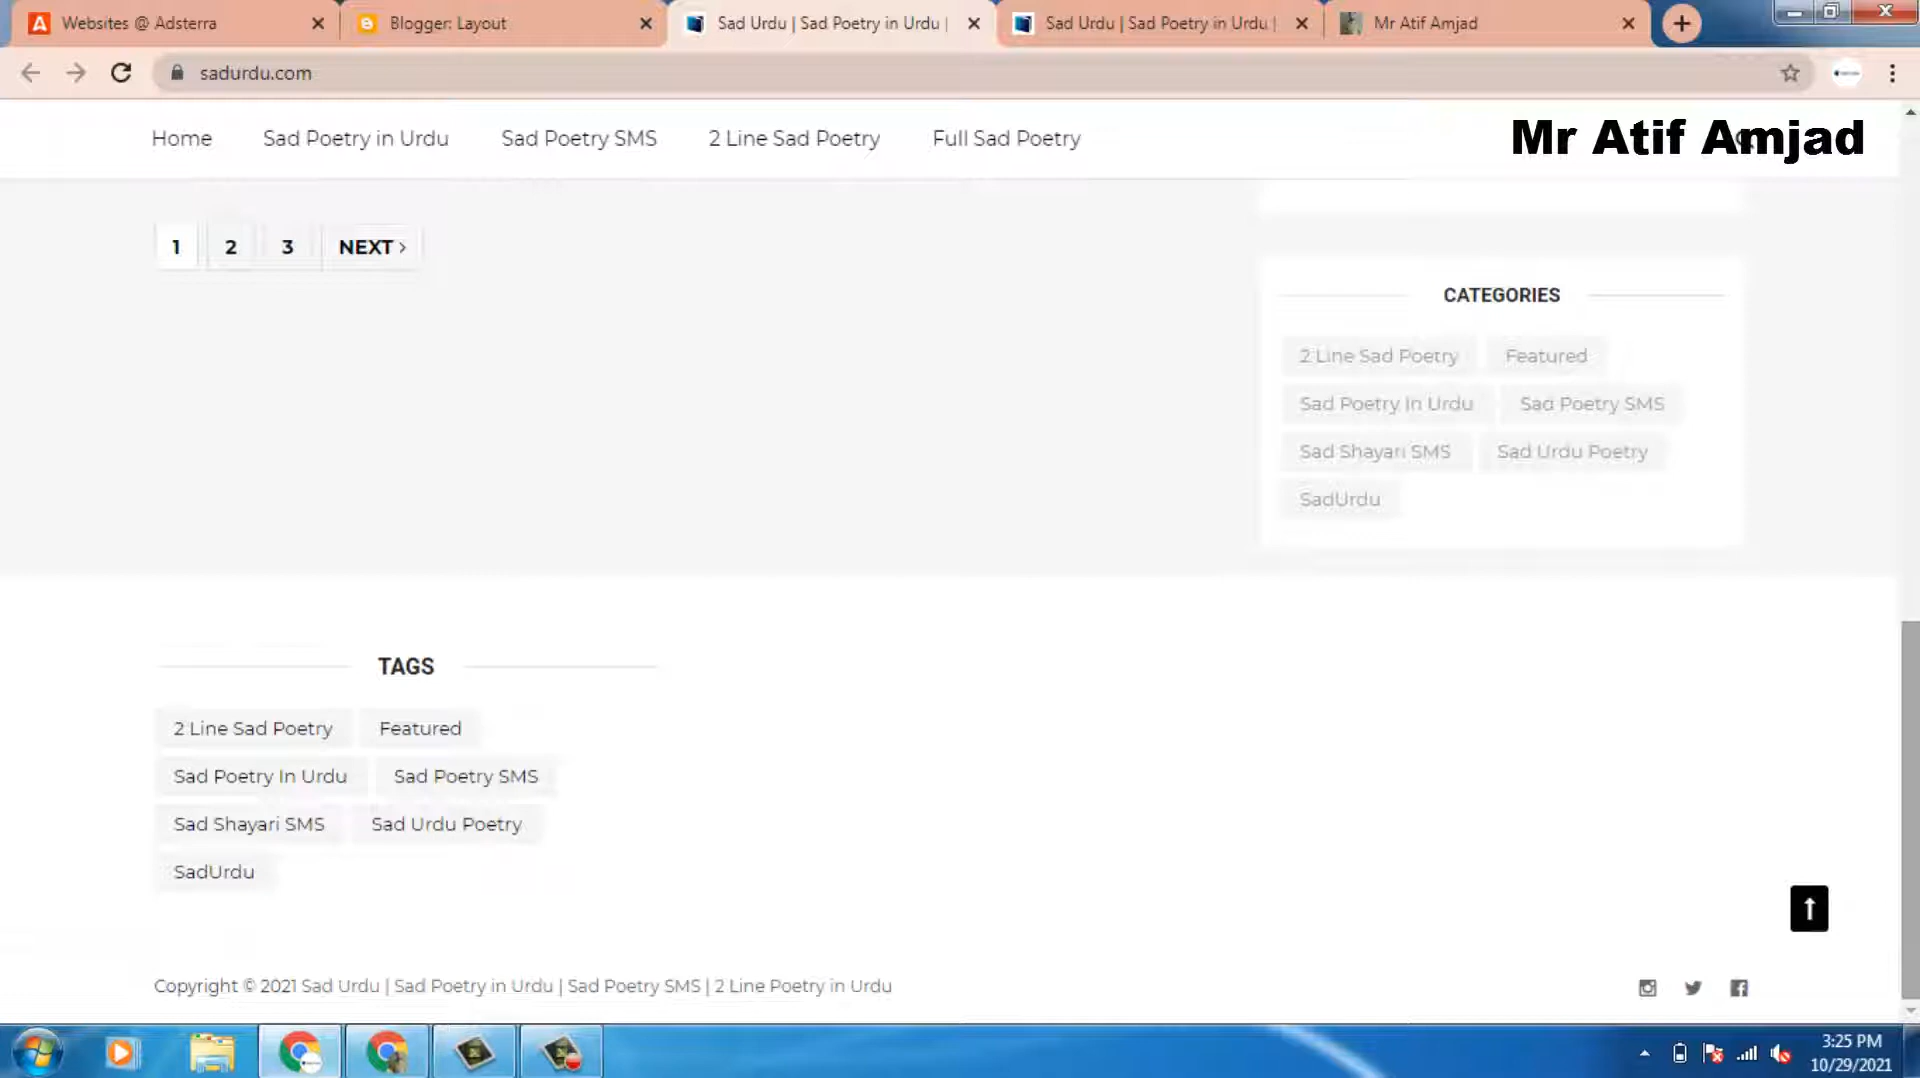 Websites @ Adsterra
Blogger: Layout
Sad Urdu | Sad Poetry in Urdu |
Sad Urdu | Sad Poetry in Urdu |
Mr Atif Amjad
sadurdu.com
Home
Sad Poetry in Urdu
Sad Poetry SMS
2 Line Sad Poetry
Full Sad Poetry
Mr Atif Amjad
1
2
3
NEXT ›
CATEGORIES
2 Line Sad Poetry
Featured
Sad Poetry In Urdu
Sad Poetry SMS
Sad Shayari SMS
Sad Urdu Poetry
SadUrdu
TAGS
2 Line Sad Poetry
Featured
Sad Poetry In Urdu
Sad Poetry SMS
Sad Shayari SMS
Sad Urdu Poetry
SadUrdu
Copyright © 2021 Sad Urdu | Sad Poetry in Urdu | Sad Poetry SMS | 2 Line Poetry in Urdu
3:25 PM
10/29/2021